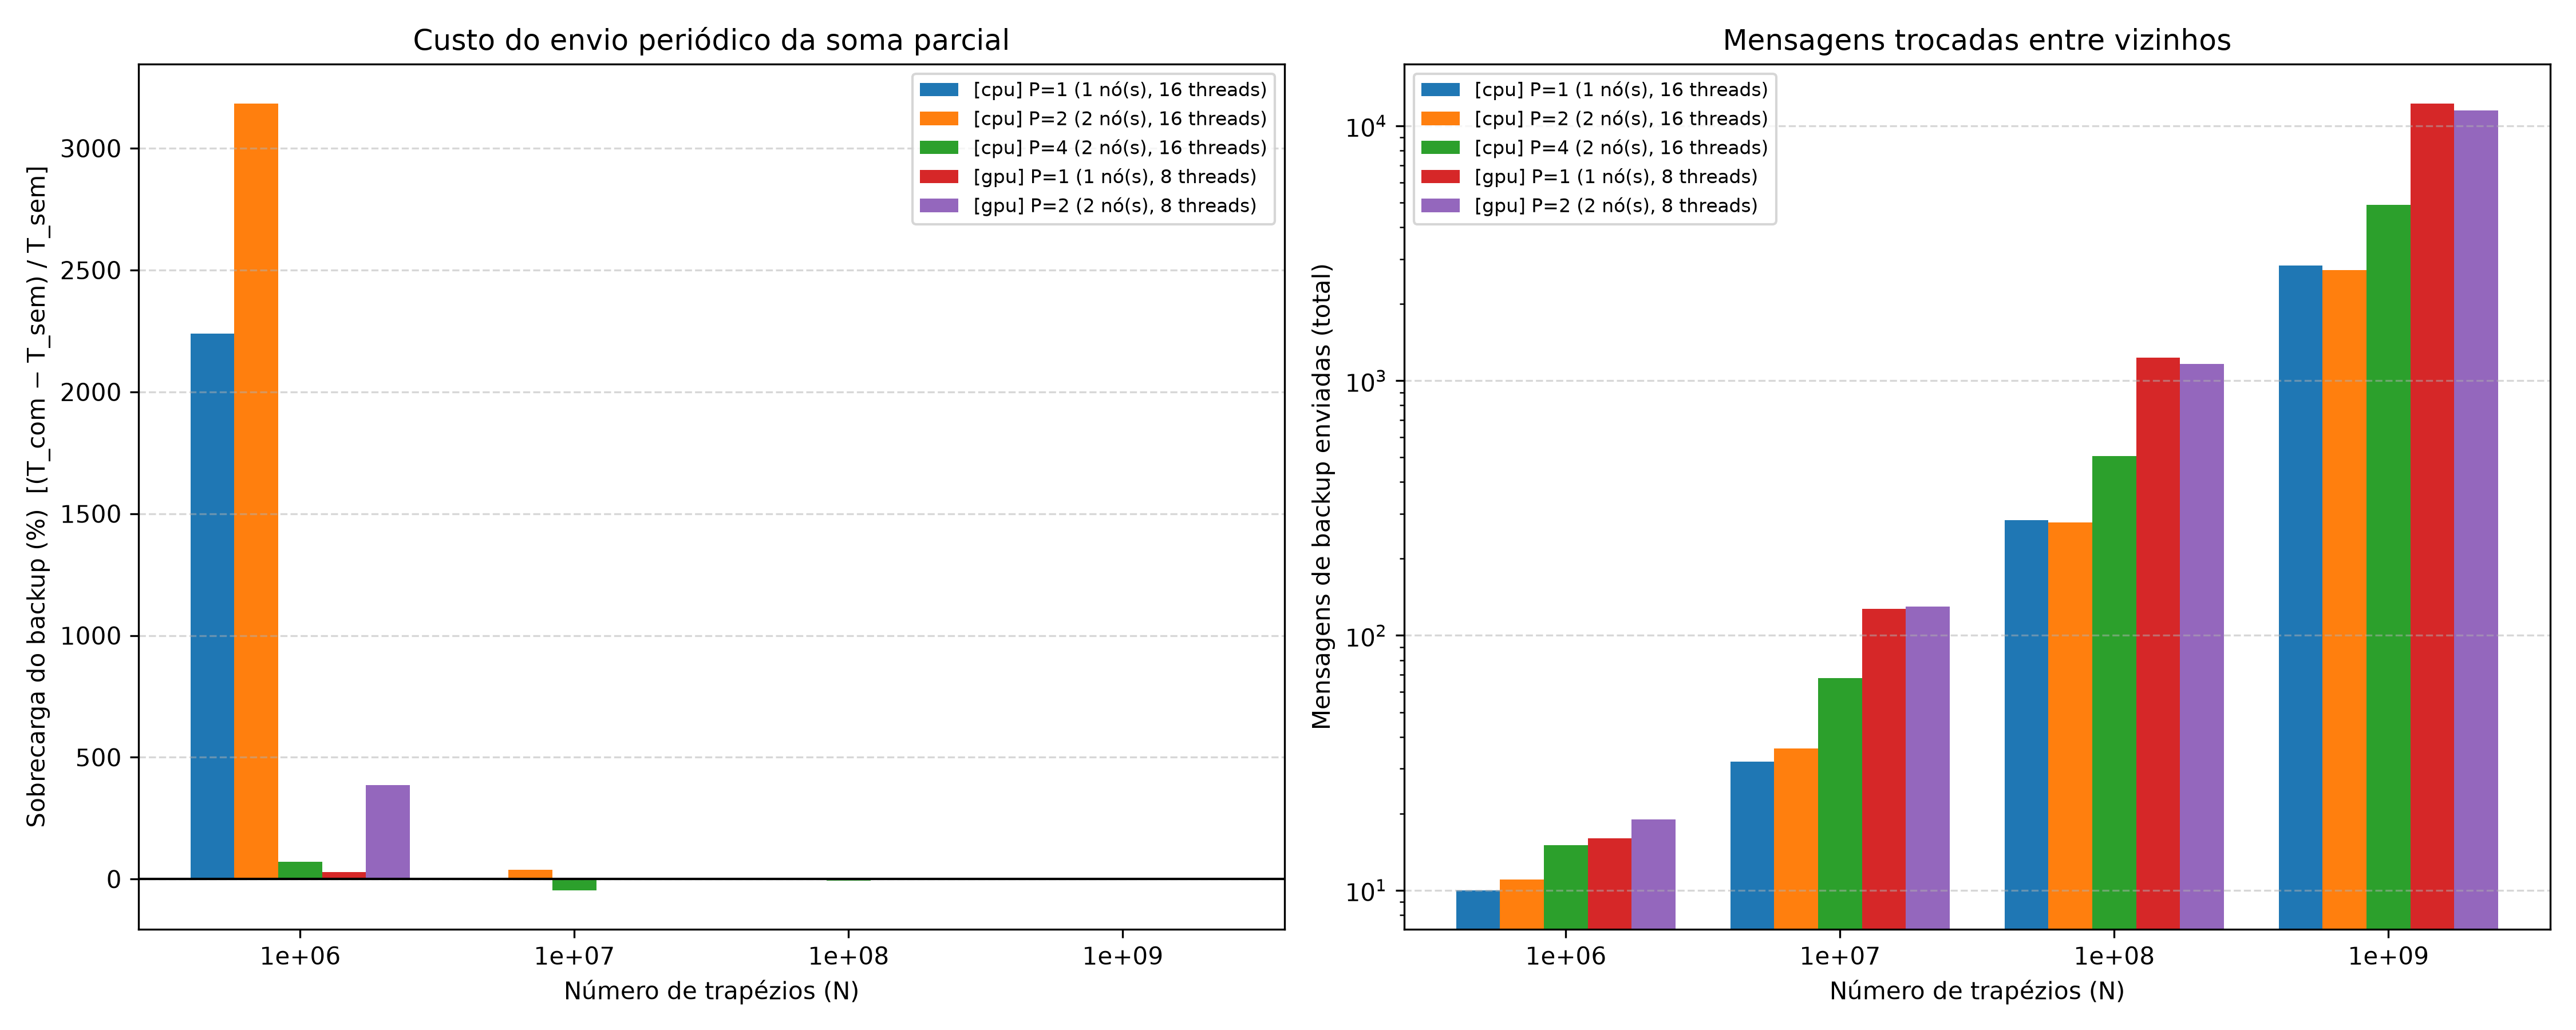 Custo do envio periódico da soma parcial
Sobrecarga do backup (%)  [(T_com − T_sem) / T_sem]
3000
2500
2000
1500
1000
500
0
[cpu] P=1 (1 nó(s), 16 threads)
[cpu] P=2 (2 nó(s), 16 threads)
[cpu] P=4 (2 nó(s), 16 threads)
[gpu] P=1 (1 nó(s), 8 threads)
[gpu] P=2 (2 nó(s), 8 threads)
1e+06 1e+07 1e+08 1e+09
Número de trapézios (N)
Mensagens trocadas entre vizinhos
Mensagens de backup enviadas (total)
10⁴
10³
10²
10¹
[cpu] P=1 (1 nó(s), 16 threads)
[cpu] P=2 (2 nó(s), 16 threads)
[cpu] P=4 (2 nó(s), 16 threads)
[gpu] P=1 (1 nó(s), 8 threads)
[gpu] P=2 (2 nó(s), 8 threads)
1e+06 1e+07 1e+08 1e+09
Número de trapézios (N)